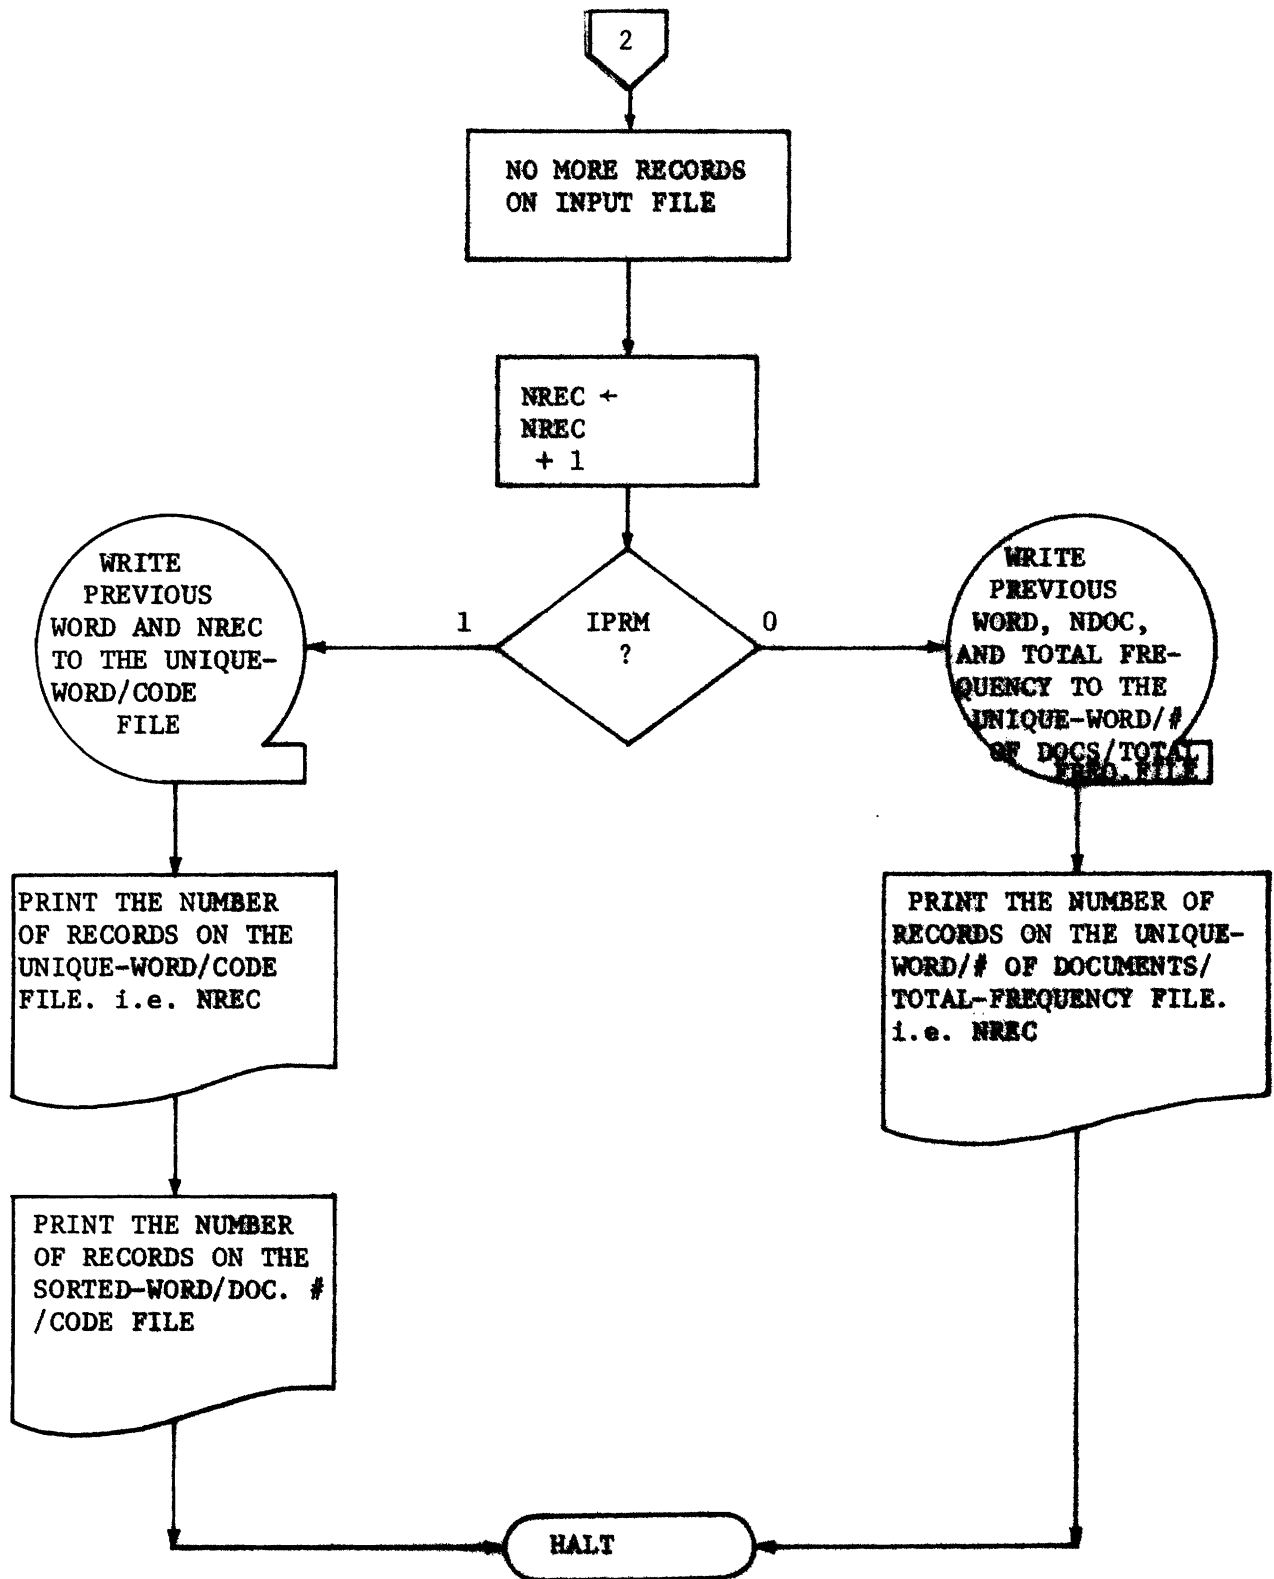 2
NO MORE RECORDS
ON INPUT FILE
NREC ←
NREC
+ 1
IPRM
?
1
0
WRITE
PREVIOUS
WORD AND NREC
TO THE UNIQUE-
WORD/CODE
FILE
PRINT THE NUMBER
OF RECORDS ON THE
UNIQUE-WORD/CODE
FILE. i.e. NREC
PRINT THE NUMBER
OF RECORDS ON THE
SORTED-WORD/DOC. #
/CODE FILE
WRITE
PREVIOUS
WORD, NDOC,
AND TOTAL FRE-
QUENCY TO THE
UNIQUE-WORD/#
OF DOCS/TOTAL
FREQ.FILE
PRINT THE NUMBER OF
RECORDS ON THE UNIQUE-
WORD/# OF DOCUMENTS/
TOTAL-FREQUENCY FILE.
i.e. NREC
HALT